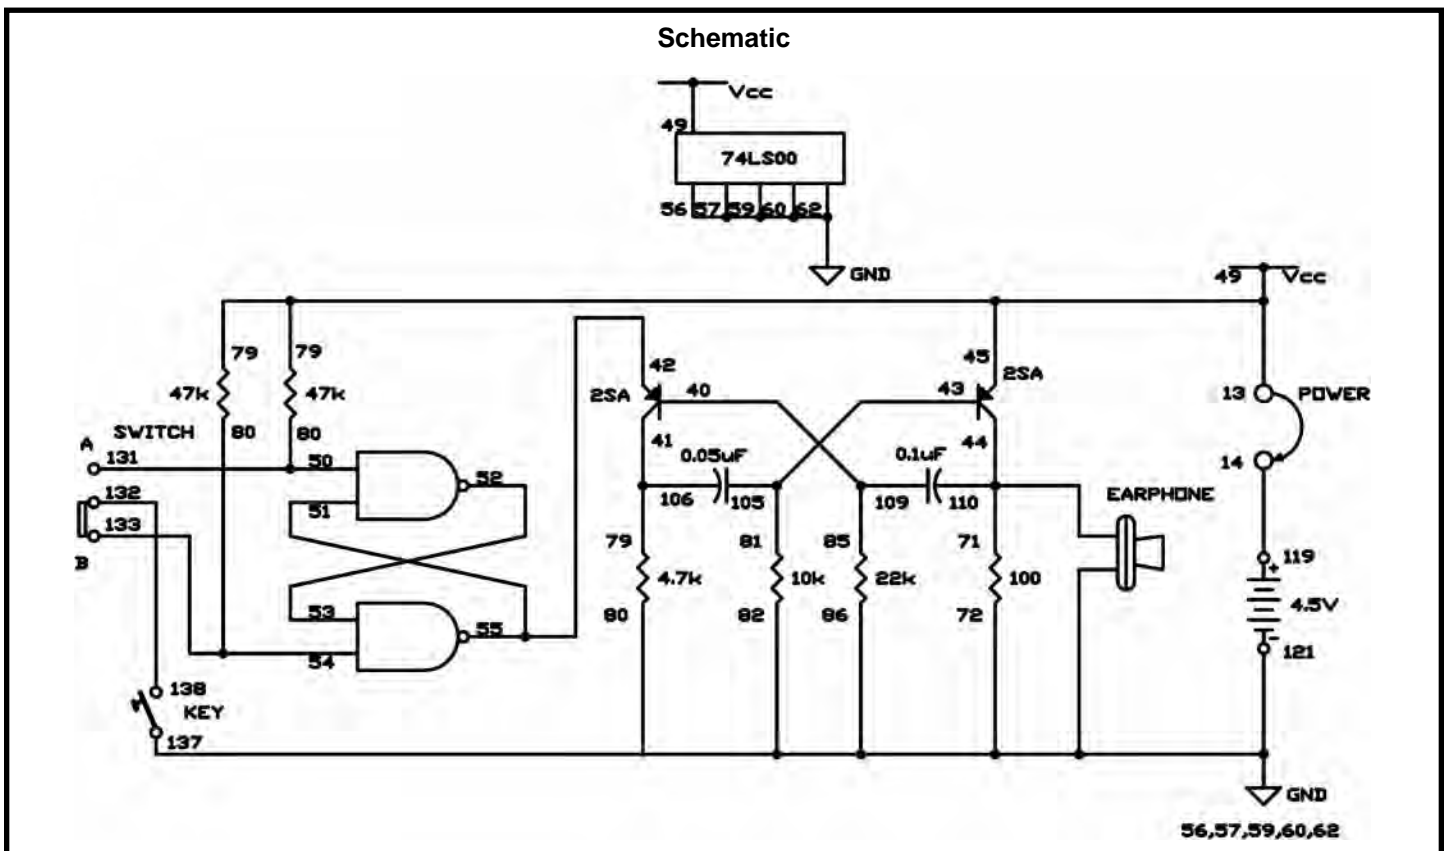 Schematic
Vcc
49
74LS00
56 57 59 60 62
GND
49 Vcc
79 79
47k 47k
80 80
42
2SA
40
41
45
2SA
43
44
13 POWER
14
A SWITCH
131
132
133
B
50
51
52
53
54
55
0.05uF
106 105
0.1uF
109 110
EARPHONE
79 81 85 71
4.7k 10k 22k 100
80 82 86 72
119
+
4.5V
-
121
138
KEY
137
GND
56,57,59,60,62